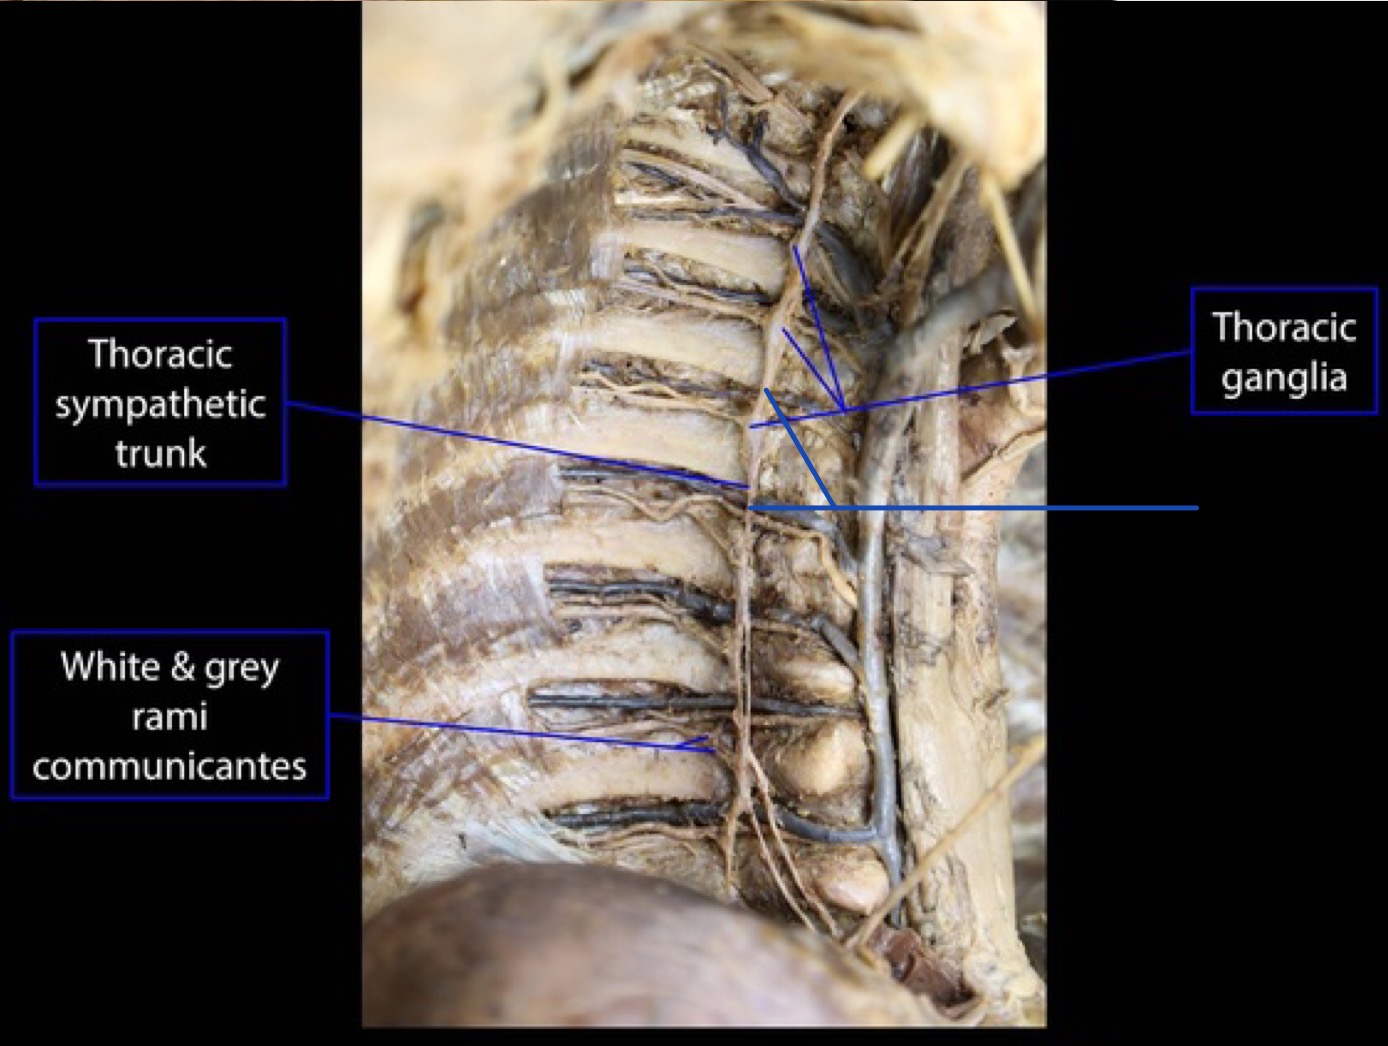 Thoracic
sympathetic
trunk
White & grey
rami
communicantes
Thoracic
ganglia